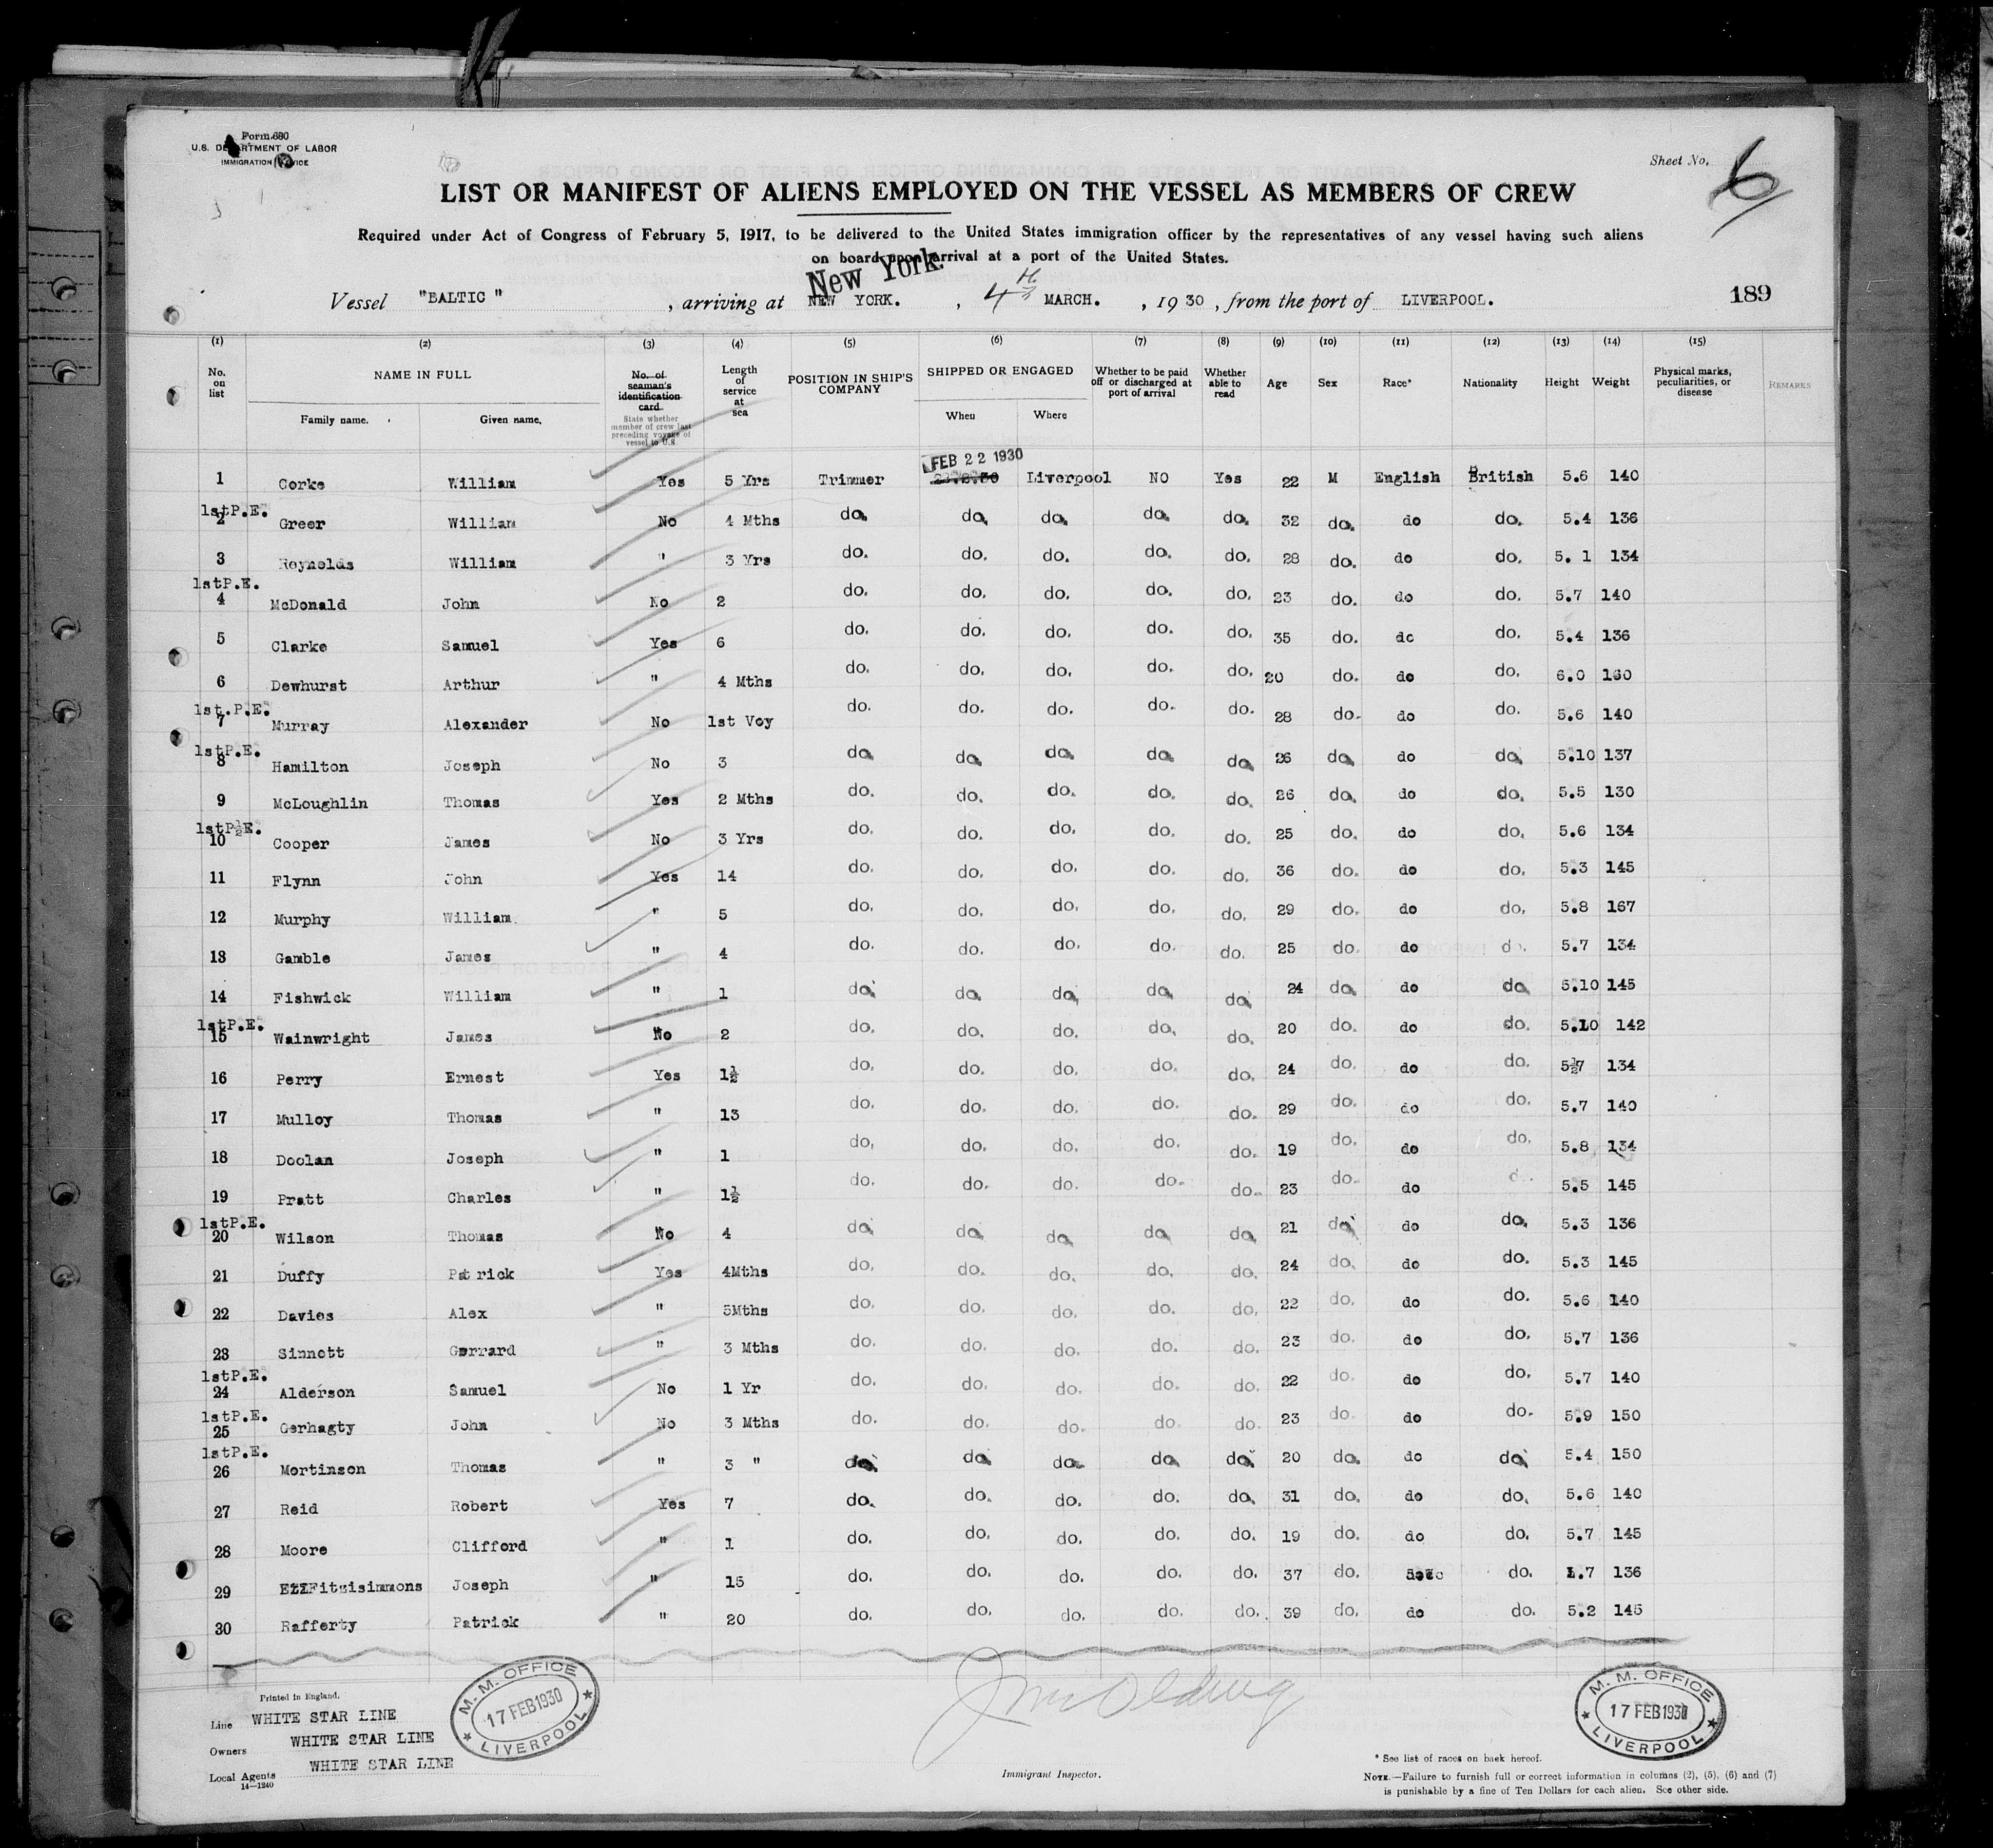 Form 680
U.S. DEPARTMENT OF LABOR
IMMIGRATION SERVICE
Sheet No. 6
LIST OR MANIFEST OF ALIENS EMPLOYED ON THE VESSEL AS MEMBERS OF CREW
Required under Act of Congress of February 5, 1917, to be delivered to the United States immigration officer by the representatives of any vessel having such aliens
on board upon arrival at a port of the United States.
New York.
Vessel "BALTIC" , arriving at NEW YORK. , 4th MARCH. , 1930 , from the port of LIVERPOOL. 189
(1) (2) (3) (4) (5) (6) (7) (8) (9) (10) (11) (12) (13) (14) (15)
No. on list NAME IN FULL Family name. Given name. No. of seaman's identification card. State whether member of crew last preceding voyage of vessel to U.S. Length of service at sea POSITION IN SHIP'S COMPANY SHIPPED OR ENGAGED When Where Whether to be paid off or discharged at port of arrival Whether able to read Age Sex Race* Nationality Height Weight Physical marks, peculiarities, or disease REMARKS
FEB 22 1930
1 Corke William Yes 5 Yrs Trimmer Liverpool NO Yes 22 M English British 5.6 140
1stP.E.
2 Greer William No 4 Mths do. do. do. do. do. 32 do. do do. 5.4 136
3 Reynolds William " 3 Yrs do. do. do. do. do. 28 do. do do. 5.1 134
1stP.E.
4 McDonald John No 2 do. do. do. do. do. 23 do. do do. 5.7 140
5 Clarke Samuel Yes 6 do. do. do. do. do. 35 do. do do. 5.4 136
6 Dewhurst Arthur " 4 Mths do. do. do. do. do. 20 do. do do. 6.0 160
1st.P.E.
7 Murray Alexander No 1st Voy do. do. do. do. do. 28 do. do do. 5.6 140
1stP.E.
8 Hamilton Joseph No 3 do. do. do. do. do. 26 do. do do. 5.10 137
9 McLoughlin Thomas Yes 2 Mths do. do. do. do. do. 26 do. do do. 5.5 130
1stP½E.
10 Cooper James No 3 Yrs do. do. do. do. do. 25 do. do do. 5.6 134
11 Flynn John Yes 14 do. do. do. do. do. 36 do. do do. 5.3 145
12 Murphy William. " 5 do. do. do. do. do. 29 do. do do. 5.8 167
13 Gamble James " 4 do. do. do. do. do. 25 do. do do. 5.7 134
14 Fishwick William " 1 do. do. do. do. do. 24 do. do do. 5.10 145
1stP.E.
15 Wainwright James No 2 do. do. do. do. do. 20 do. do do. 5.10 142
16 Perry Ernest Yes 1½ do. do. do. do. do. 24 do. do do. 5½7 134
17 Mulloy Thomas " 13 do. do. do. do. do. 29 do. do do. 5.7 140
18 Doolan Joseph " 1 do. do. do. do. do. 19 do. do do. 5.8 134
19 Pratt Charles " 1½ do. do. do. do. do. 23 do. do d. 5.5 145
1stP.E.
20 Wilson Thomas No 4 do. do. do. do. do. 21 do. do do. 5.3 136
21 Duffy Patrick Yes 4Mths do. do. do. do. do. 24 do. do do. 5.3 145
22 Davies Alex " 5Mths do. do. do. do. do. 22 do. do do. 5.6 140
23 Sinnott Gerrard " 3 Mths do. do. do. do. do. 23 do. do do. 5.7 136
1stP.E.
24 Alderson Samuel No 1 Yr do. do. do. do. do. 22 do. do do. 5.7 140
1stP.E.
25 Gerhagty John No 3 Mths do. do. do. do. do. 23 do. do do. 5.9 150
1stP.E.
26 Mortinson Thomas " 3 " do. do. do. do. do. 20 do. do do. 5.4 150
27 Reid Robert Yes 7 do. do. do. do. do. 31 do. do do. 5.6 140
28 Moore Clifford " 1 do. do. do. do. do. 19 do. do do. 5.7 145
29 Fitzisimmons Joseph " 15 do. do. do. do. do. 37 do. do. .7 136
30 Rafferty Patrick " 20 do. do. do. do. do. 39 do. do do. 5.2 145
Printed in England.
Line WHITE STAR LINE
Owners WHITE STAR LINE
Local Agents WHITE STAR LINE
14—1240
M. M. OFFICE
17 FEB 1930
LIVERPOOL
Immigrant Inspector.
M. M. OFFICE
17 FEB 1930
LIVERPOOL
* See list of races on back hereof.
NOTE.—Failure to furnish full or correct information in columns (2), (5), (6) and (7)
is punishable by a fine of Ten Dollars for each alien. See other side.